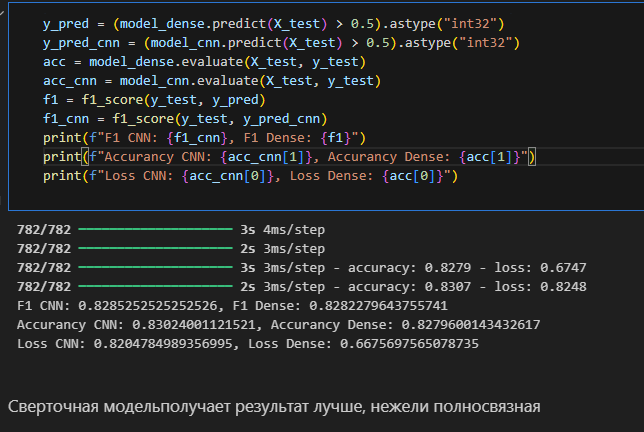 y_pred = (model_dense.predict(X_test) > 0.5).astype("int32")
y_pred_cnn = (model_cnn.predict(X_test) > 0.5).astype("int32")
acc = model_dense.evaluate(X_test, y_test)
acc_cnn = model_cnn.evaluate(X_test, y_test)
f1 = f1_score(y_test, y_pred)
f1_cnn = f1_score(y_test, y_pred_cnn)
print(f"F1 CNN: {f1_cnn}, F1 Dense: {f1}")
print(f"Accurancy CNN: {acc_cnn[1]}, Accurancy Dense: {acc[1]}")
print(f"Loss CNN: {acc_cnn[0]}, Loss Dense: {acc[0]}")
782/782 ━━━━━━━━━━━━━━━━━━━━ 3s 4ms/step
782/782 ━━━━━━━━━━━━━━━━━━━━ 2s 3ms/step
782/782 ━━━━━━━━━━━━━━━━━━━━ 3s 3ms/step - accuracy: 0.8279 - loss: 0.6747
782/782 ━━━━━━━━━━━━━━━━━━━━ 2s 3ms/step - accuracy: 0.8307 - loss: 0.8248
F1 CNN: 0.8285252525252526, F1 Dense: 0.8282279643755741
Accurancy CNN: 0.83024001121521, Accurancy Dense: 0.8279600143432617
Loss CNN: 0.8204784989356995, Loss Dense: 0.6675697565078735
Сверточная модельполучает результат лучше, нежели полносвязная